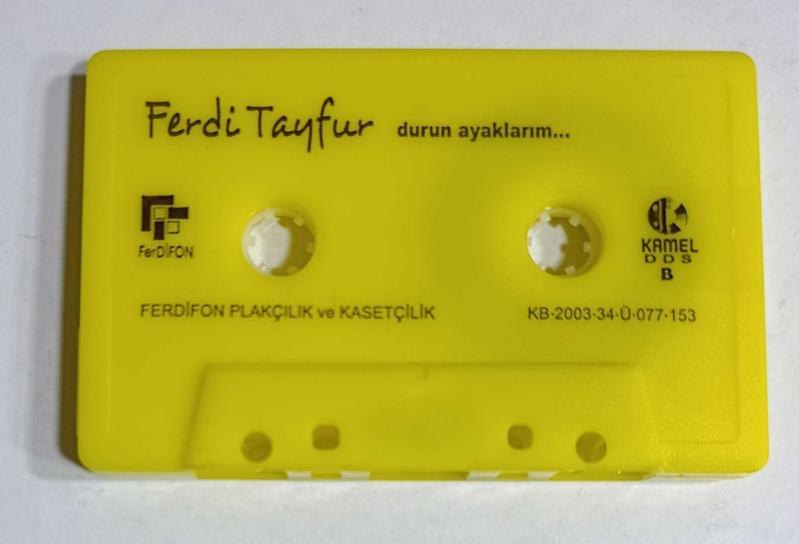 Ferdi Tayfur durun ayaklarım...
FerDİFON
KAMEL
DDS
B
FERDİFON PLAKÇILIK ve KASETÇİLİK
KB-2003-34-Ü-077-153